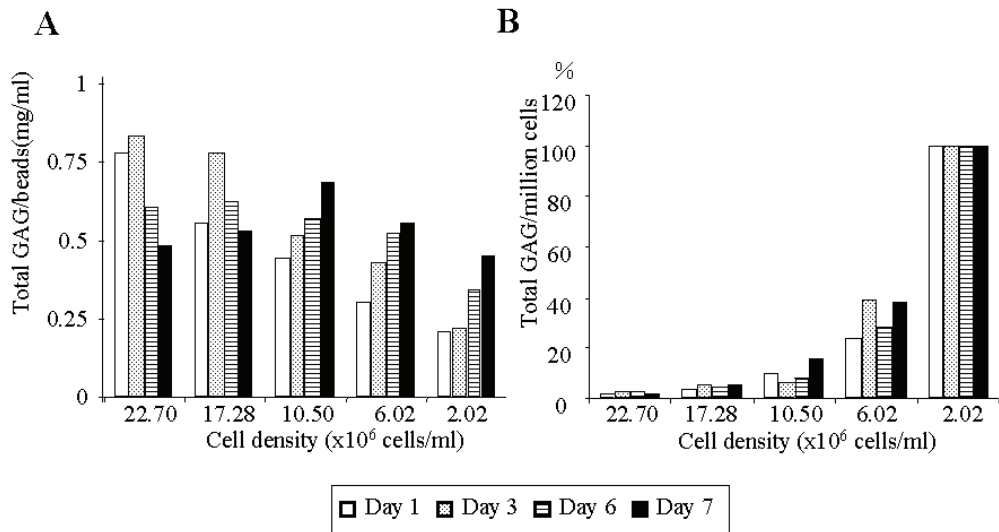 A
Total GAG/beads(mg/ml)
1
0.75
0.5
0.25
0
22.70 17.28 10.50 6.02 2.02
Cell density (x10⁶ cells/ml)
B
%
Total GAG/million cells
120
100
80
60
40
20
0
22.70 17.28 10.50 6.02 2.02
Cell density (x10⁶ cells/ml)
Day 1 Day 3 Day 6 Day 7